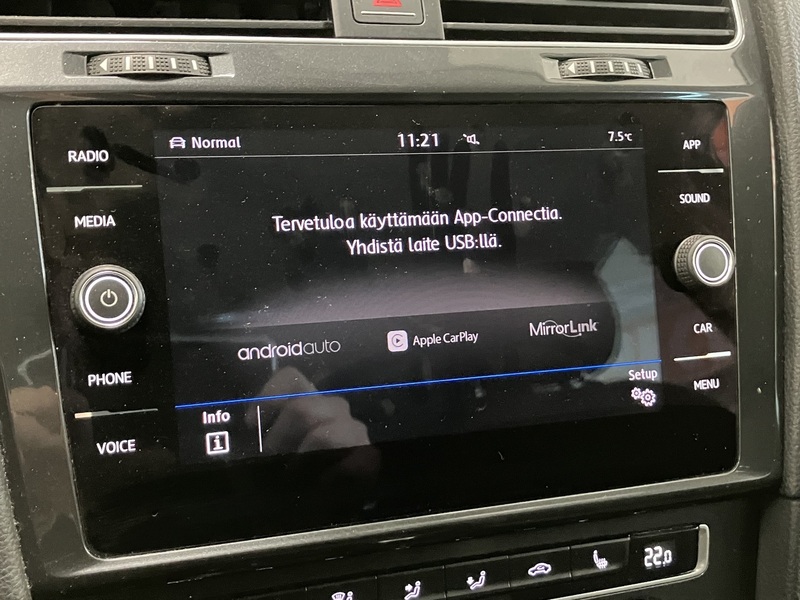 RADIO
MEDIA
PHONE
VOICE
Normal
11:21
7.5°C
Tervetuloa käyttämään App-Connectia.
Yhdistä laite USB:llä.
androidauto
Apple CarPlay
MirrorLink
Info
Setup
APP
SOUND
CAR
MENU
22.0